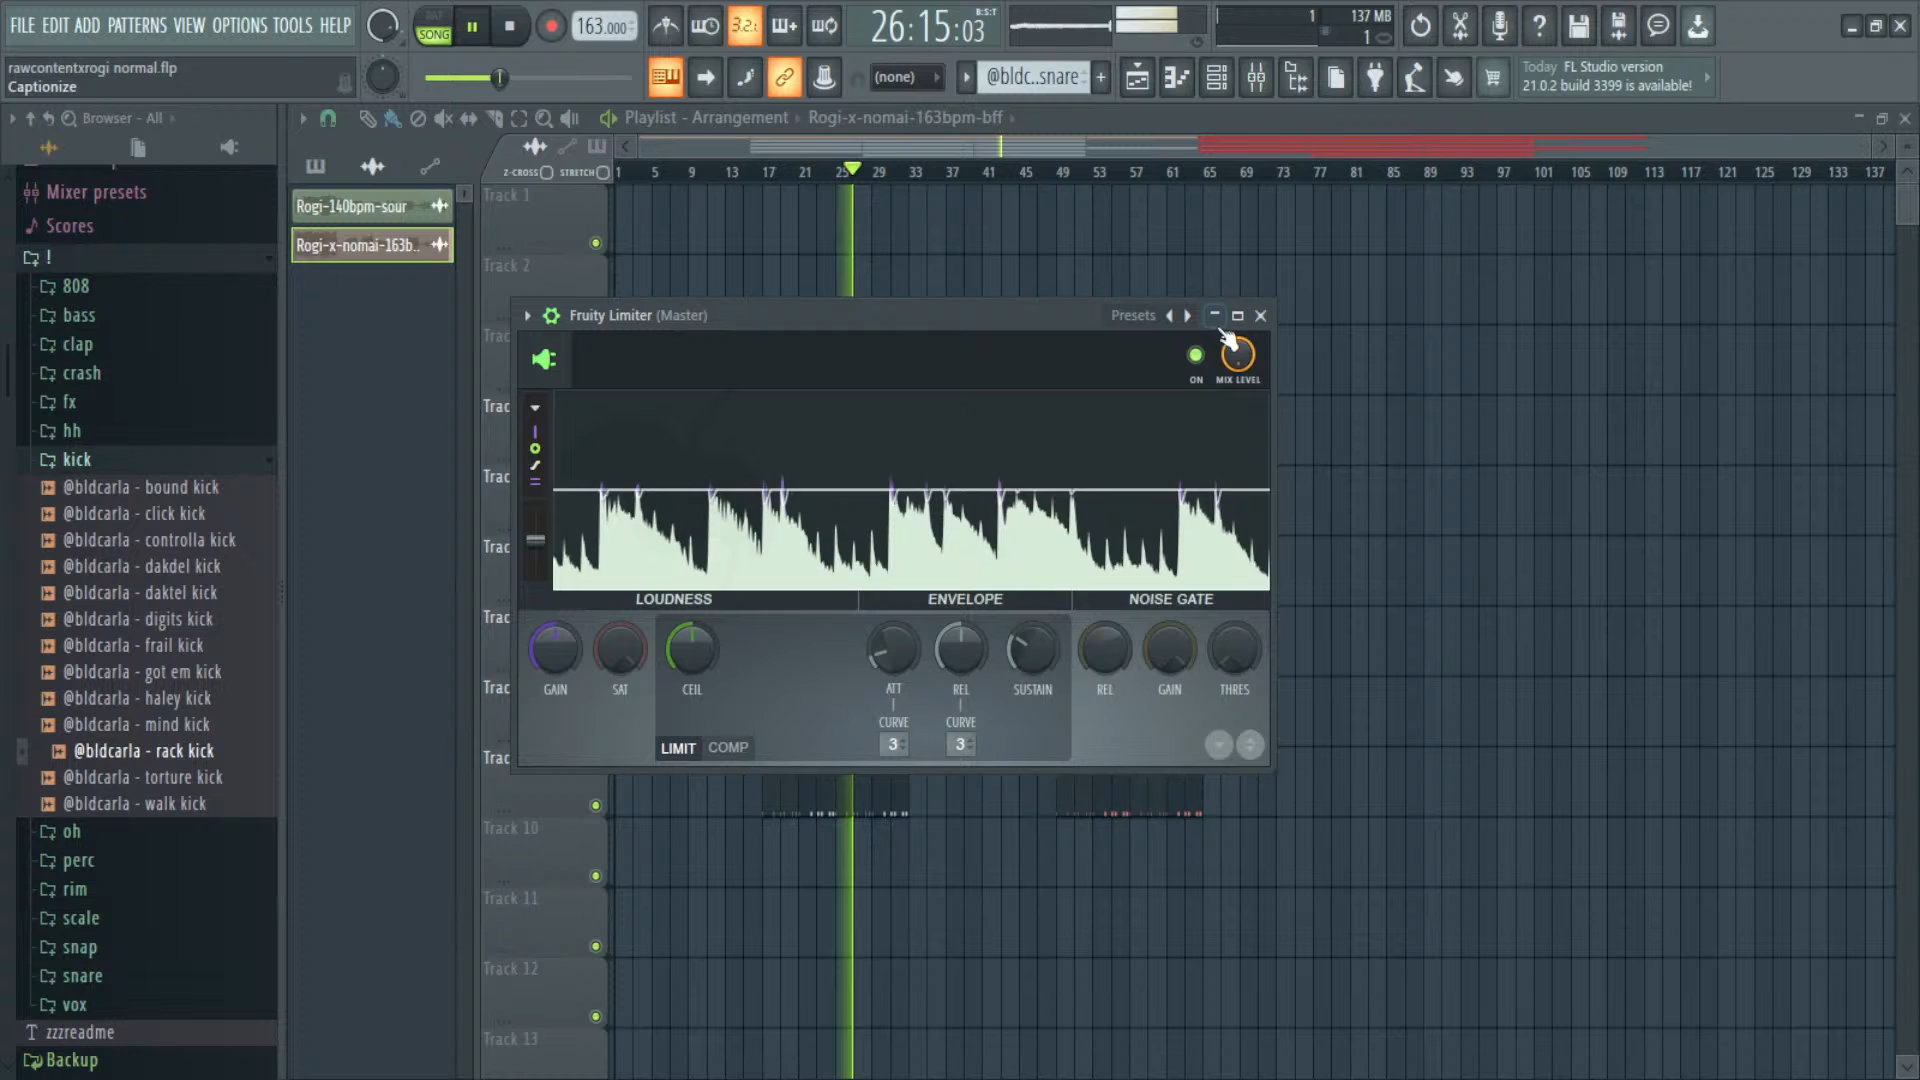 FILE EDIT ADD PATTERNS VIEW OPTIONS TOOLS HELP
PAT
SONG
163.000
3.2.
26:15:03
B:S:T
1
137 MB
1
rawcontentxrogi normal.flp
Captionize
(none)
@bldc..snare
+
Today FL Studio version
21.0.2 build 3399 is available!
Browser - All
Playlist - Arrangement
Rogi-x-nomai-163bpm-bff
Z-CROSS
STRETCH
1 5 9 13 17 21 25 29 33 37 41 45 49 53 57 61 65 69 73 77 81 85 89 93 97 101 105 109 113 117 121 125 129 133 137
Mixer presets
Scores
!
808
bass
clap
crash
fx
hh
kick
@bldcarla - bound kick
@bldcarla - click kick
@bldcarla - controlla kick
@bldcarla - dakdel kick
@bldcarla - daktel kick
@bldcarla - digits kick
@bldcarla - frail kick
@bldcarla - got em kick
@bldcarla - haley kick
@bldcarla - mind kick
@bldcarla - rack kick
@bldcarla - torture kick
@bldcarla - walk kick
oh
perc
rim
scale
snap
snare
vox
zzzreadme
Backup
Rogi-140bpm-sour
Rogi-x-nomai-163b..
Track 1
Track 2
Trac
Trac
Trac
Trac
Trac
Trac
Trac
Track 10
Track 11
Track 12
Track 13
Fruity Limiter (Master)
Presets
ON
MIX LEVEL
LOUDNESS
ENVELOPE
NOISE GATE
GAIN
SAT
CEIL
ATT
REL
SUSTAIN
REL
GAIN
THRES
CURVE
CURVE
3
3
LIMIT
COMP